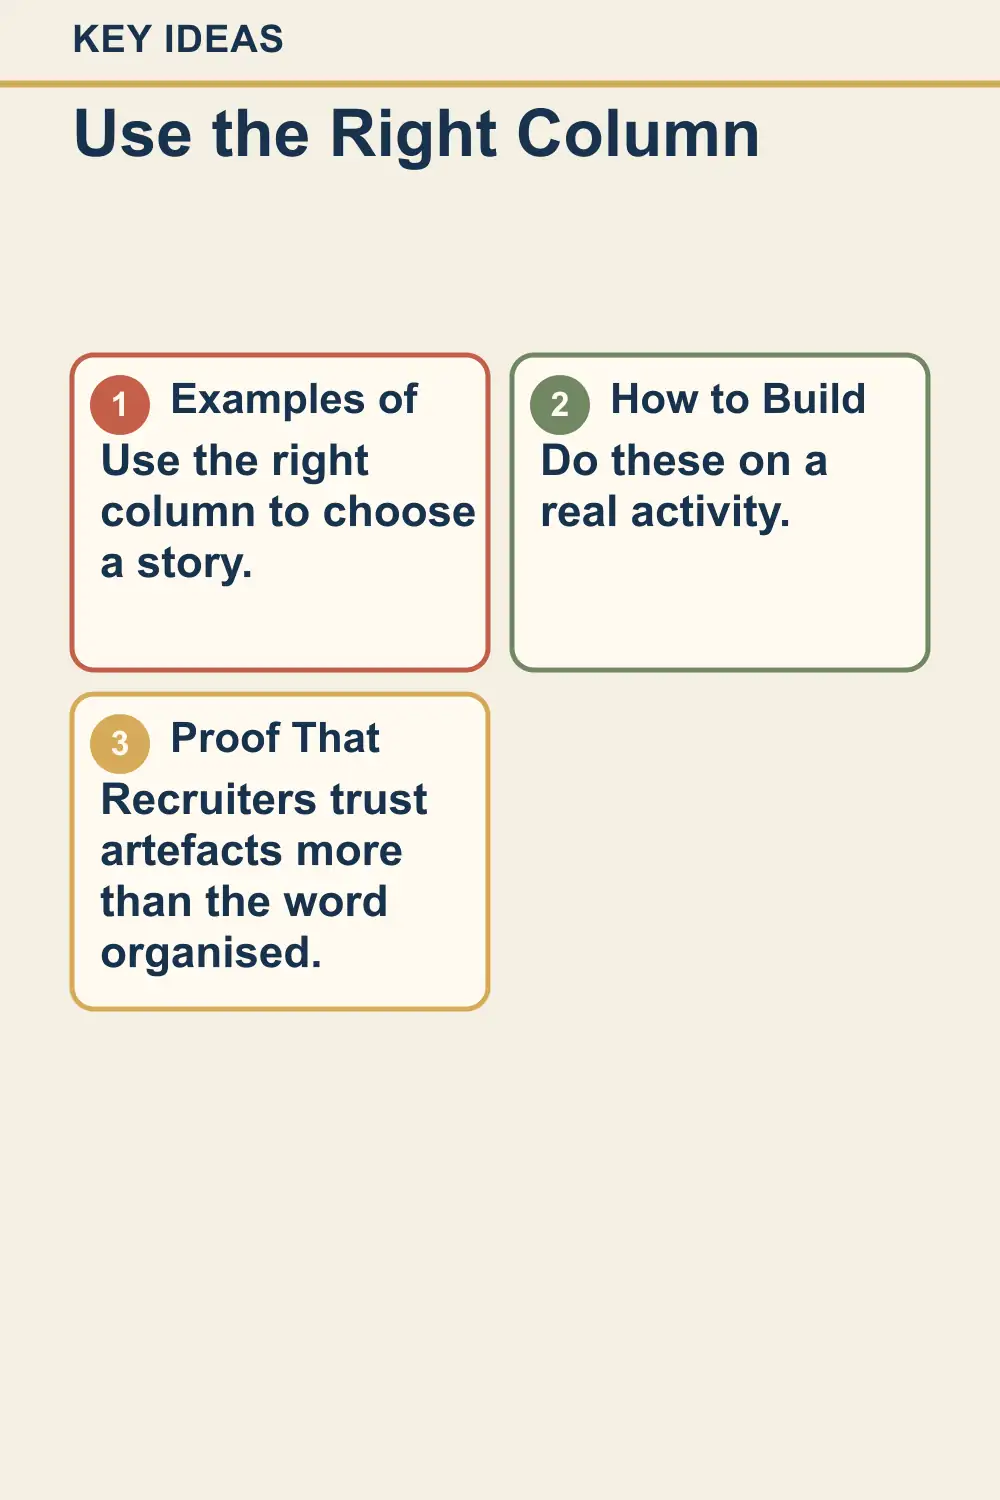 KEY IDEAS
Use the Right Column
1 Examples of
Use the right
column to choose
a story.
2 How to Build
Do these on a
real activity.
3 Proof That
Recruiters trust
artefacts more
than the word
organised.